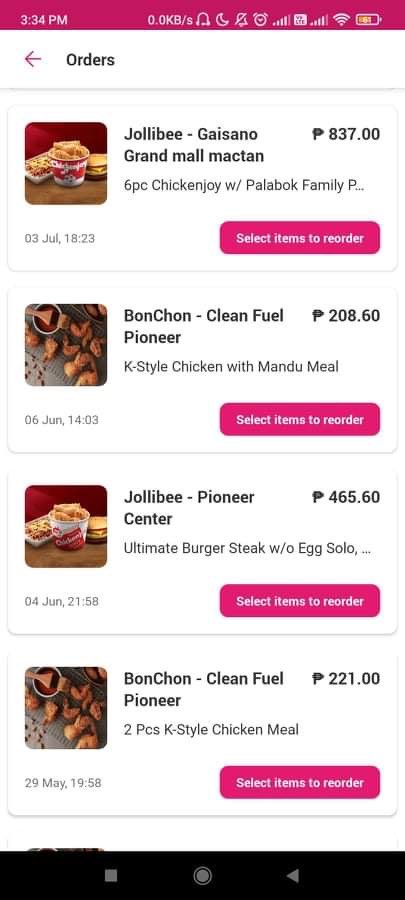 3:34 PM
0.0KB/s
61
Orders
Jollibee - Gaisano
Grand mall mactan
₱ 837.00
6pc Chickenjoy w/ Palabok Family P...
03 Jul, 18:23
Select items to reorder
BonChon - Clean Fuel
Pioneer
₱ 208.60
K-Style Chicken with Mandu Meal
06 Jun, 14:03
Select items to reorder
Jollibee - Pioneer
Center
₱ 465.60
Ultimate Burger Steak w/o Egg Solo, ...
04 Jun, 21:58
Select items to reorder
BonChon - Clean Fuel
Pioneer
₱ 221.00
2 Pcs K-Style Chicken Meal
29 May, 19:58
Select items to reorder